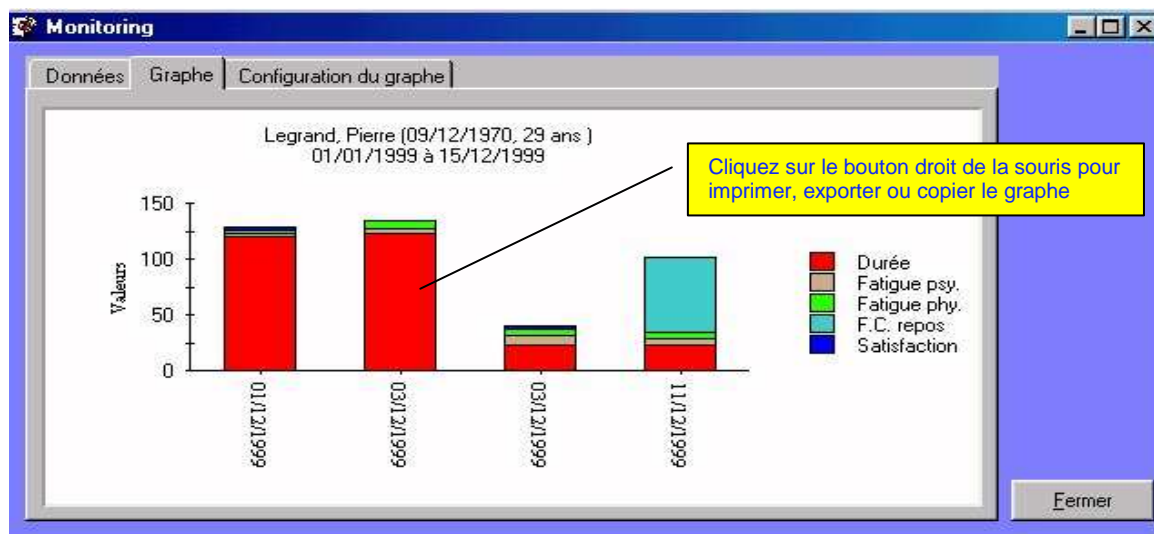 Monitoring
Données Graphe Configuration du graphe
Legrand, Pierre (09/12/1970, 29 ans )
01/01/1999 à 15/12/1999
Cliquez sur le bouton droit de la souris pour
imprimer, exporter ou copier le graphe
150
100
50
0
Valeurs
01/12/1999
03/12/1999
03/12/1999
11/12/1999
Durée
Fatigue psy.
Fatigue phy.
F.C. repos
Satisfaction
Fermer